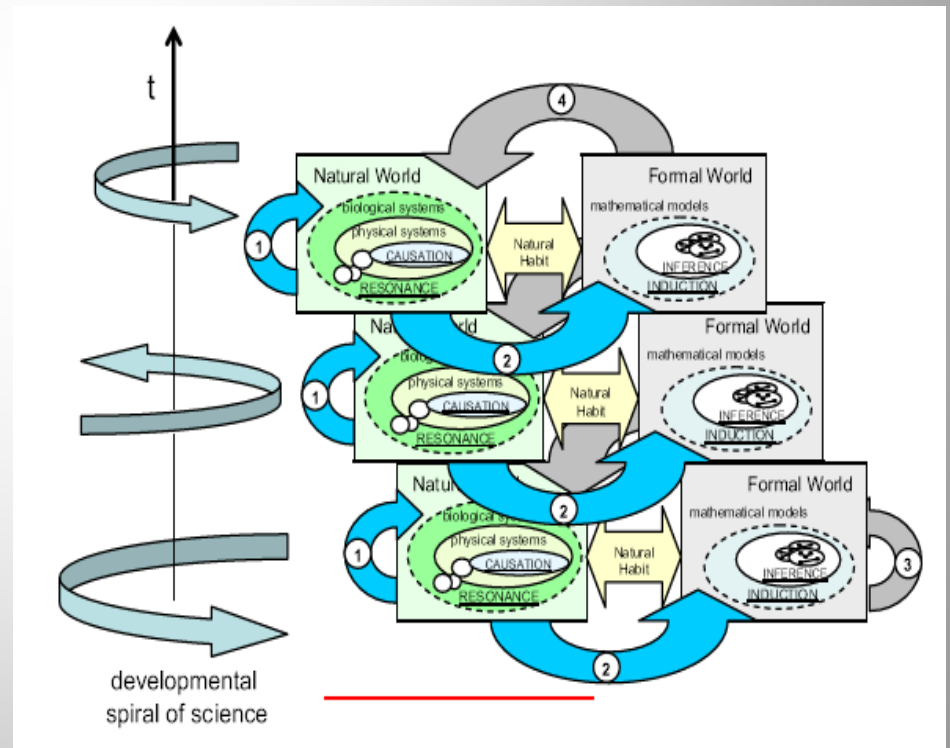 t
4
Natural World
biological systems
physical systems
CAUSATION
RESONANCE
1
Natural
Habit
Formal World
mathematical models
INFERENCE
INDUCTION
2
World
physical systems
CAUSATION
RESONANCE
1
Natural
Habit
Formal World
mathematical models
INFERENCE
INDUCTION
2
physical systems
CAUSATION
RESONANCE
1
Natural
Habit
Formal World
mathematical models
INFERENCE
INDUCTION
3
2
developmental
spiral of science